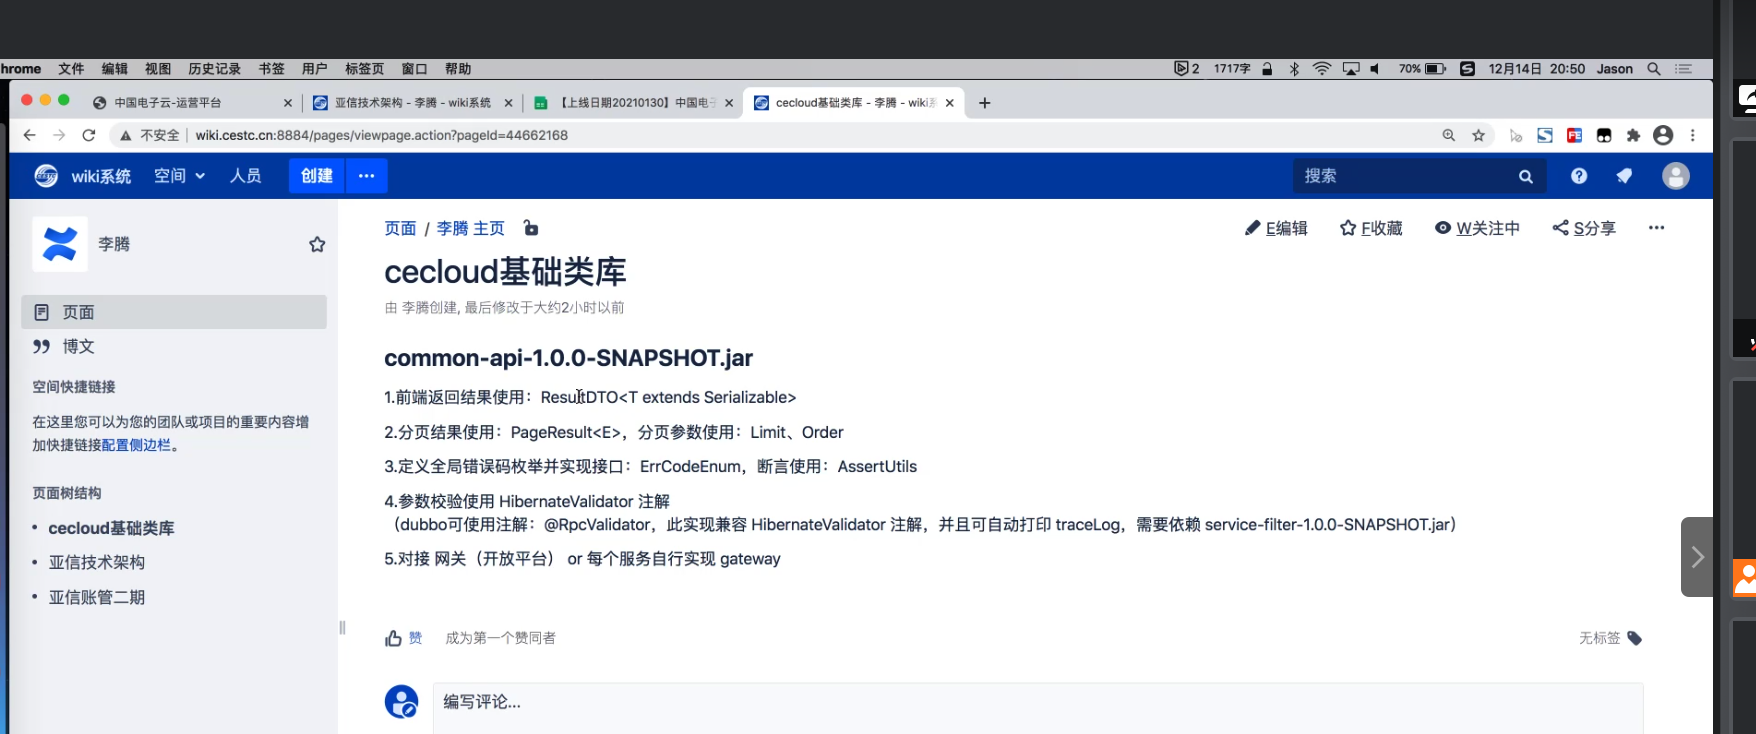 hrome 文件 编辑 视图 历史记录 书签 用户 标签页 窗口 帮助 2 1717字 70% 12月14日 20:50 Jason
中国电子云-运营平台 亚信技术架构 - 李腾 - wiki系统 【上线日期20210130】中国电子 cecloud基础类库 - 李腾 - wiki系
不安全 wiki.cestc.cn:8884/pages/viewpage.action?pageId=44662168
wiki系统 空间 人员 创建 搜索
李腾
页面
博文
空间快捷链接
在这里您可以为您的团队或项目的重要内容增
加快捷链接配置侧边栏。
页面树结构
cecloud基础类库
亚信技术架构
亚信账管二期
页面 / 李腾 主页
E编辑 F收藏 W关注中 S分享
cecloud基础类库
由 李腾创建, 最后修改于大约2小时以前
common-api-1.0.0-SNAPSHOT.jar
1.前端返回结果使用：ResultDTO<T extends Serializable>
2.分页结果使用：PageResult<E>，分页参数使用：Limit、Order
3.定义全局错误码枚举并实现接口：ErrCodeEnum，断言使用：AssertUtils
4.参数校验使用 HibernateValidator 注解
（dubbo可使用注解：@RpcValidator，此实现兼容 HibernateValidator 注解，并且可自动打印 traceLog，需要依赖 service-filter-1.0.0-SNAPSHOT.jar）
5.对接 网关（开放平台） or 每个服务自行实现 gateway
赞 成为第一个赞同者
无标签
编写评论...